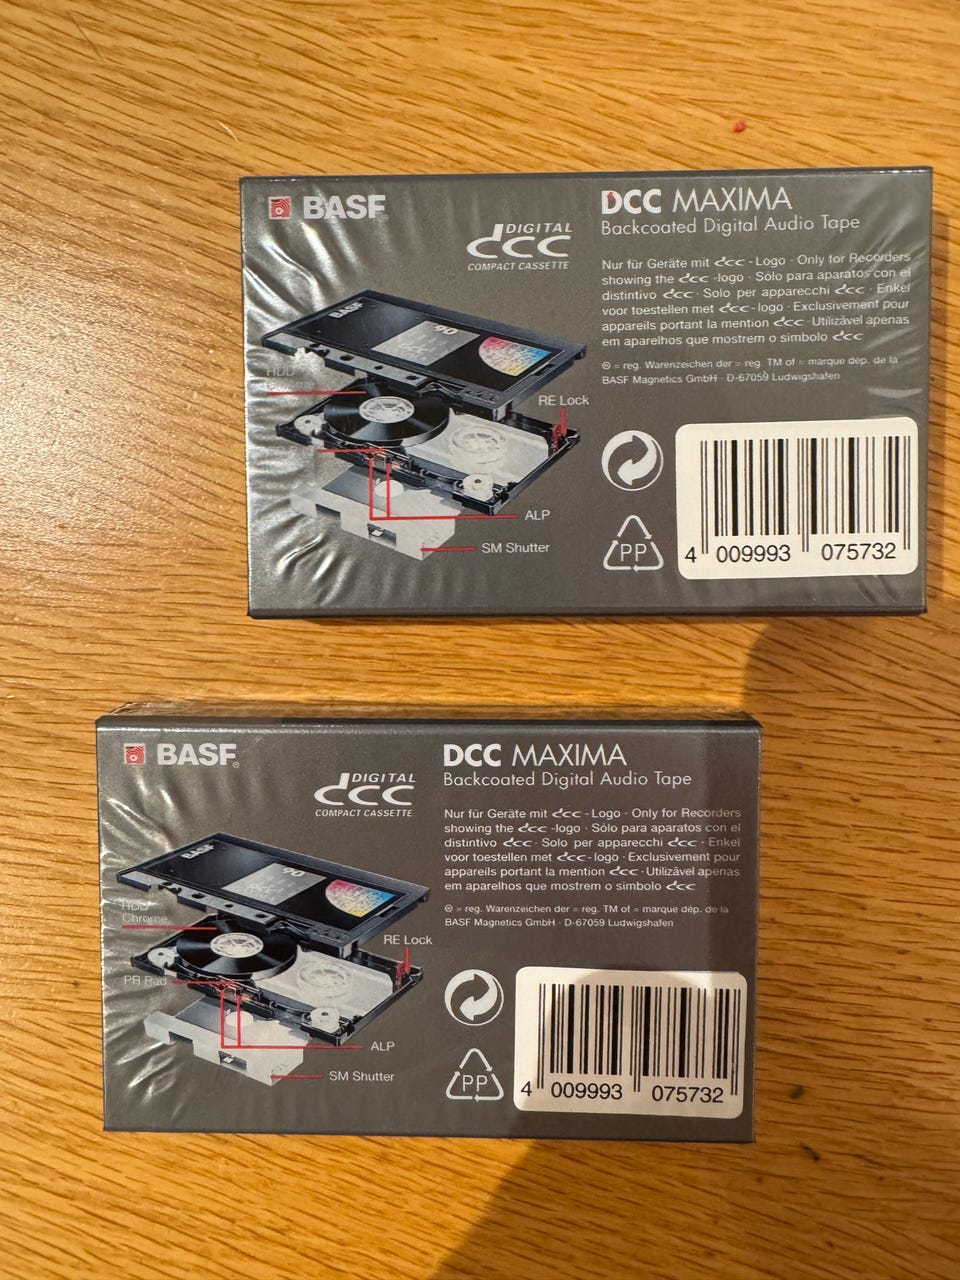 BASF
DIGITAL
dcc
COMPACT CASSETTE
DCC MAXIMA
Backcoated Digital Audio Tape
Nur für Geräte mit dcc - Logo · Only for Recorders
showing the dcc -logo · Sólo para aparatos con el
distintivo dcc · Solo per apparecchi dcc · Enkel
voor toestellen met dcc - logo · Exclusivement pour
appareils portant la mention dcc · Utilizável apenas
em aparelhos que mostrem o simbolo dcc
® = reg. Warenzeichen der = reg. TM of = marque dép. de la
BASF Magnetics GmbH · D-67059 Ludwigshafen
BASF
90
HDD
Chrome
RE Lock
ALP
SM Shutter
PP
4 009993 075732
BASF®
DIGITAL
dcc
COMPACT CASSETTE
DCC MAXIMA
Backcoated Digital Audio Tape
Nur für Geräte mit dcc - Logo · Only for Recorders
showing the dcc -logo · Sólo para aparatos con el
distintivo dcc · Solo per apparecchi dcc · Enkel
voor toestellen met dcc - logo · Exclusivement pour
appareils portant la mention dcc · Utilizável apenas
em aparelhos que mostrem o simbolo dcc
® = reg. Warenzeichen der = reg. TM of = marque dép. de la
BASF Magnetics GmbH · D-67059 Ludwigshafen
BASF
90
HDD
Chrome
RE Lock
PR Pad
ALP
SM Shutter
PP
4 009993 075732